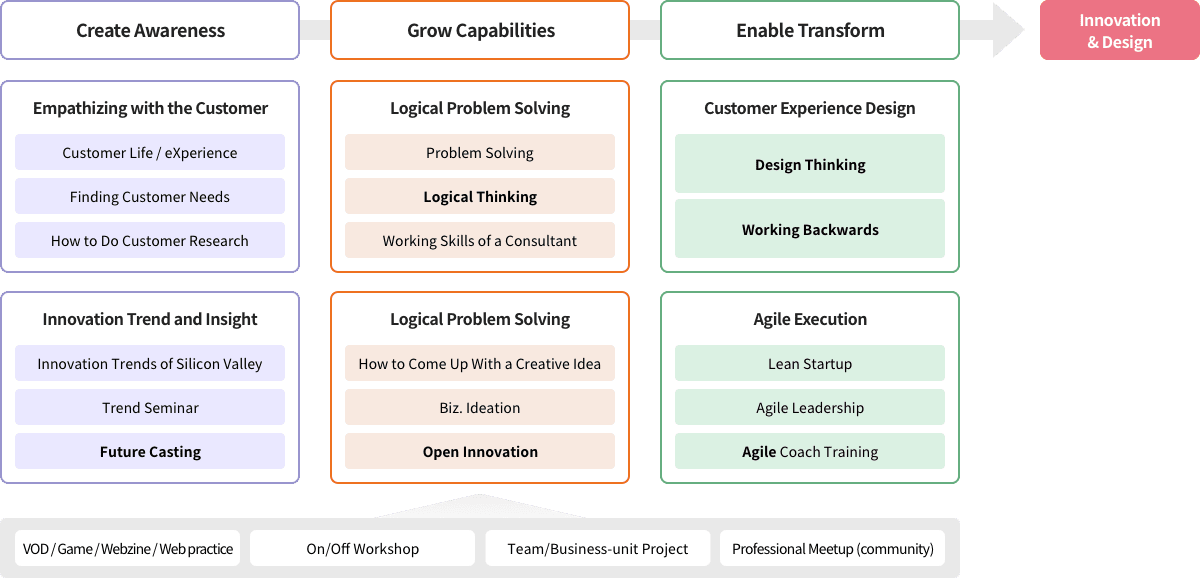 Create Awareness
Grow Capabilities
Enable Transform
Innovation
& Design
Empathizing with the Customer
Customer Life / eXperience
Finding Customer Needs
How to Do Customer Research
Logical Problem Solving
Problem Solving
Logical Thinking
Working Skills of a Consultant
Customer Experience Design
Design Thinking
Working Backwards
Innovation Trend and Insight
Innovation Trends of Silicon Valley
Trend Seminar
Future Casting
Logical Problem Solving
How to Come Up With a Creative Idea
Biz. Ideation
Open Innovation
Agile Execution
Lean Startup
Agile Leadership
Agile Coach Training
VOD / Game / Webzine / Web practice
On/Off Workshop
Team/Business-unit Project
Professional Meetup (community)